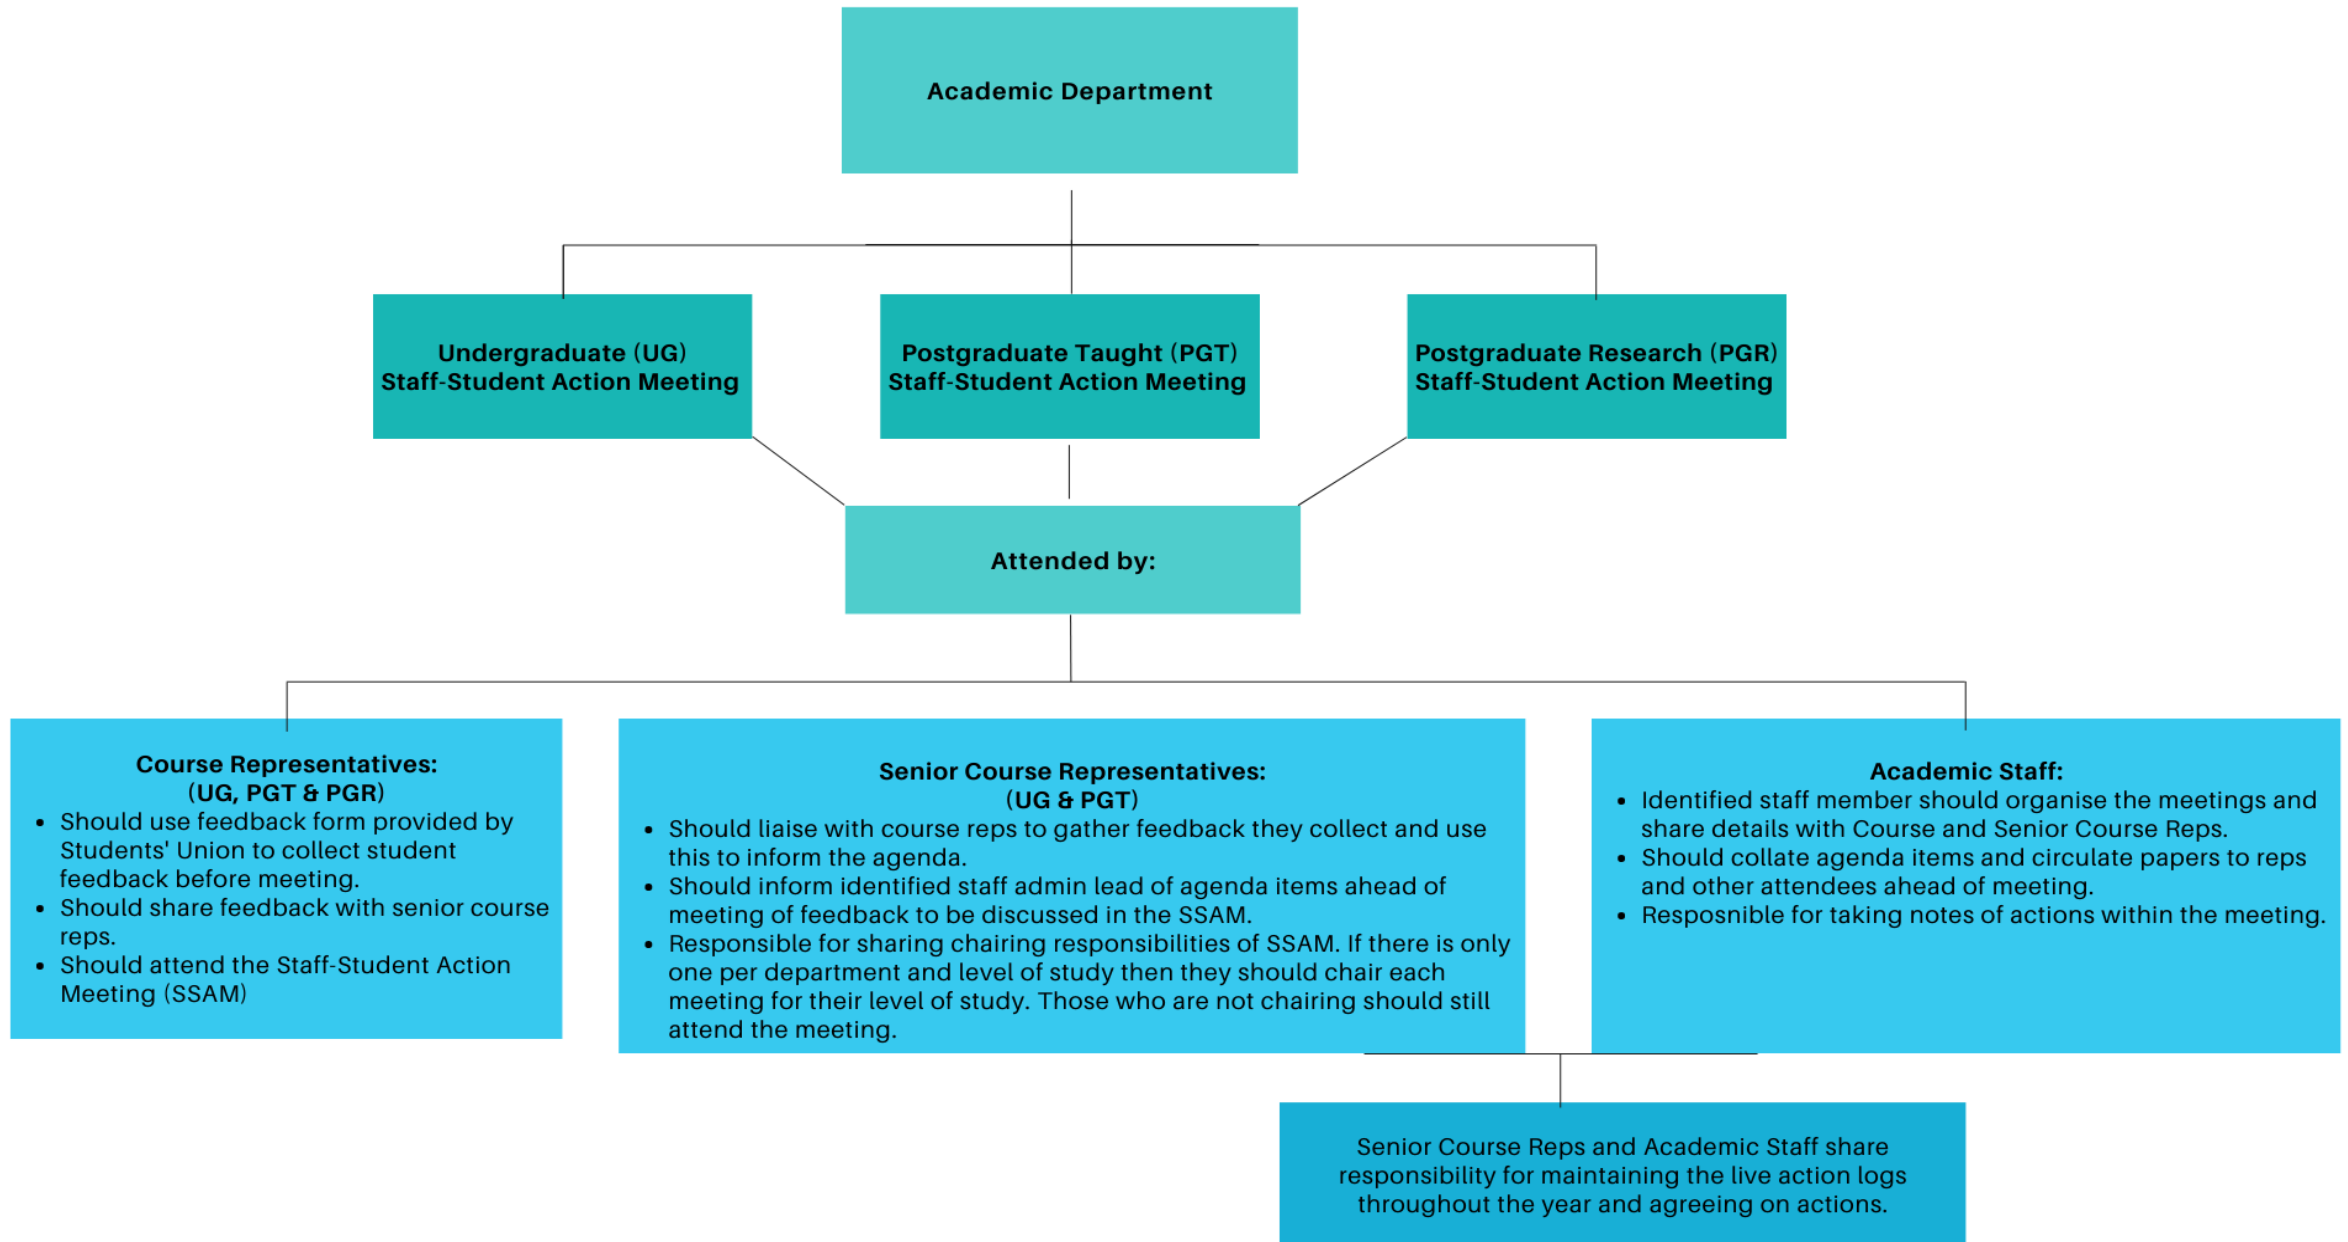 Academic Department
Undergraduate (UG)
Staff-Student Action Meeting
Postgraduate Taught (PGT)
Staff-Student Action Meeting
Postgraduate Research (PGR)
Staff-Student Action Meeting
Attended by:
Course Representatives:
(UG, PGT & PGR)
• Should use feedback form provided by
Students' Union to collect student
feedback before meeting.
• Should share feedback with senior course
reps.
• Should attend the Staff-Student Action
Meeting (SSAM)
Senior Course Representatives:
(UG & PGT)
• Should liaise with course reps to gather feedback they collect and use
this to inform the agenda.
• Should inform identified staff admin lead of agenda items ahead of
meeting of feedback to be discussed in the SSAM.
• Responsible for sharing chairing responsibilities of SSAM. If there is only
one per department and level of study then they should chair each
meeting for their level of study. Those who are not chairing should still
attend the meeting.
Academic Staff:
• Identified staff member should organise the meetings and
share details with Course and Senior Course Reps.
• Should collate agenda items and circulate papers to reps
and other attendees ahead of meeting.
• Resposnible for taking notes of actions within the meeting.
Senior Course Reps and Academic Staff share
responsibility for maintaining the live action logs
throughout the year and agreeing on actions.